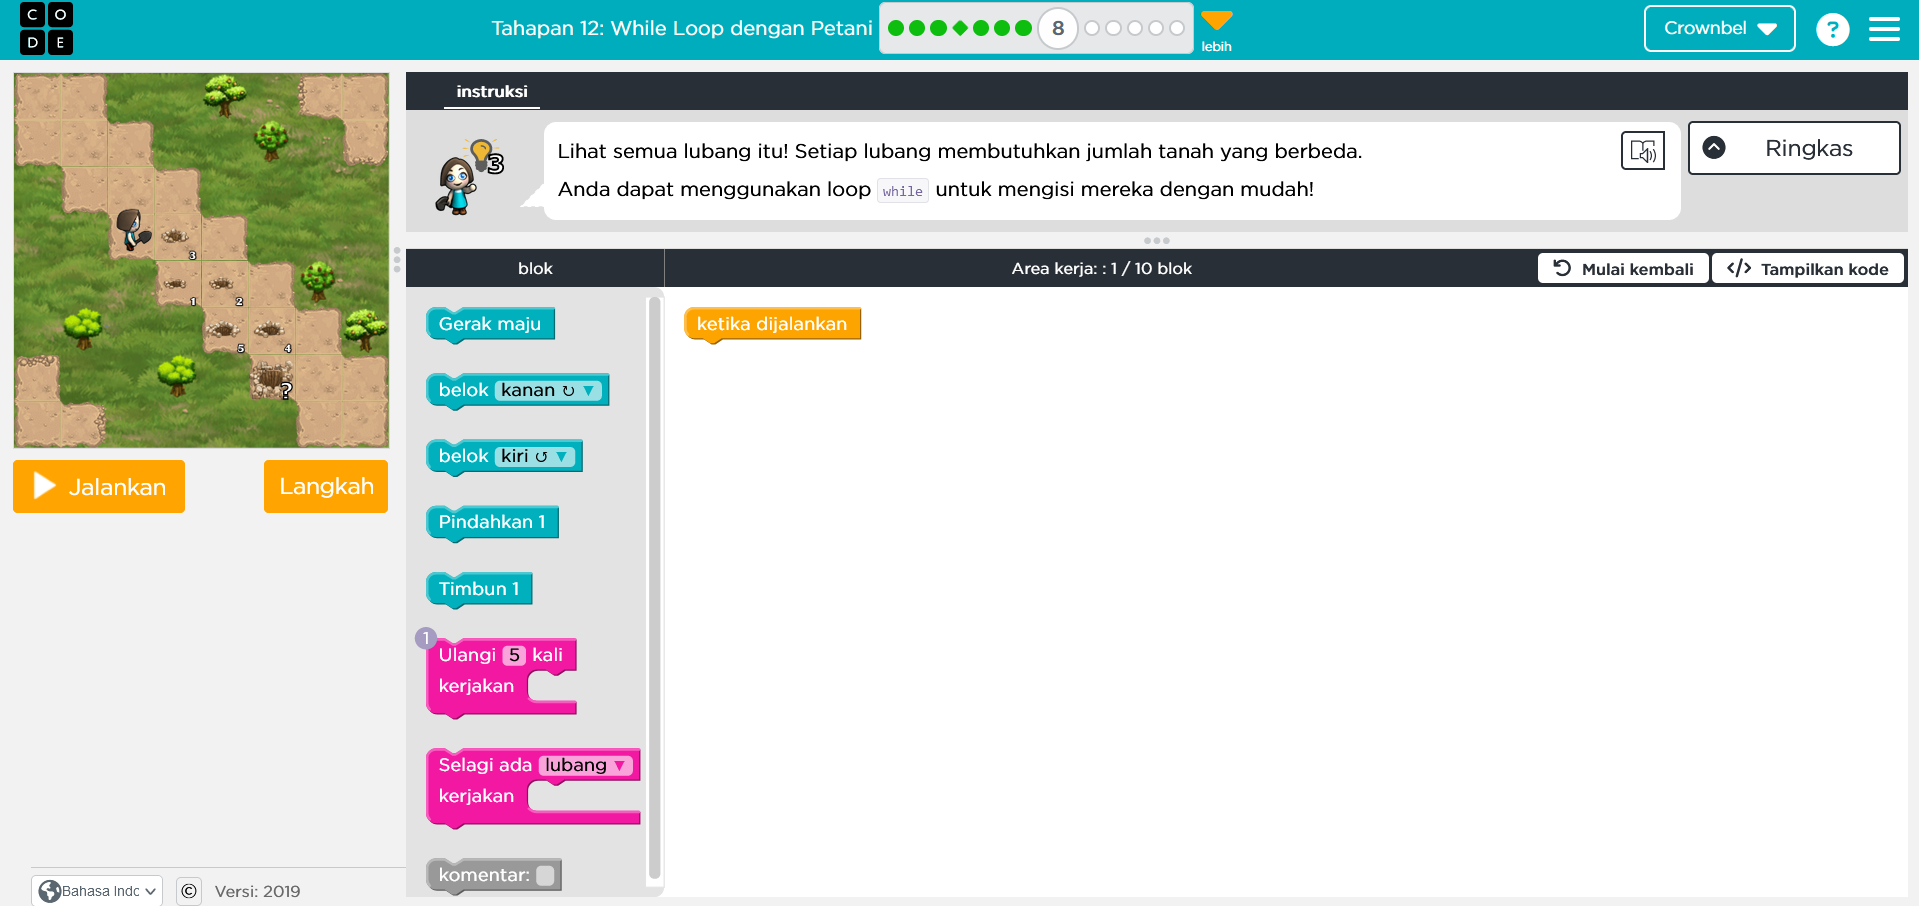 C O
D E
Tahapan 12: While Loop dengan Petani
8
lebih
Crownbel
?
instruksi
3
Lihat semua lubang itu! Setiap lubang membutuhkan jumlah tanah yang berbeda.
Anda dapat menggunakan loop while untuk mengisi mereka dengan mudah!
Ringkas
3
1 2
5 4
?
Jalankan
Langkah
blok
Area kerja: : 1 / 10 blok
Mulai kembali
</> Tampilkan kode
Gerak maju
belok kanan ↻ ▼
belok kiri ↺ ▼
Pindahkan 1
Timbun 1
1
Ulangi 5 kali
kerjakan
Selagi ada lubang ▼
kerjakan
komentar:
ketika dijalankan
Bahasa Indc
©
Versi: 2019